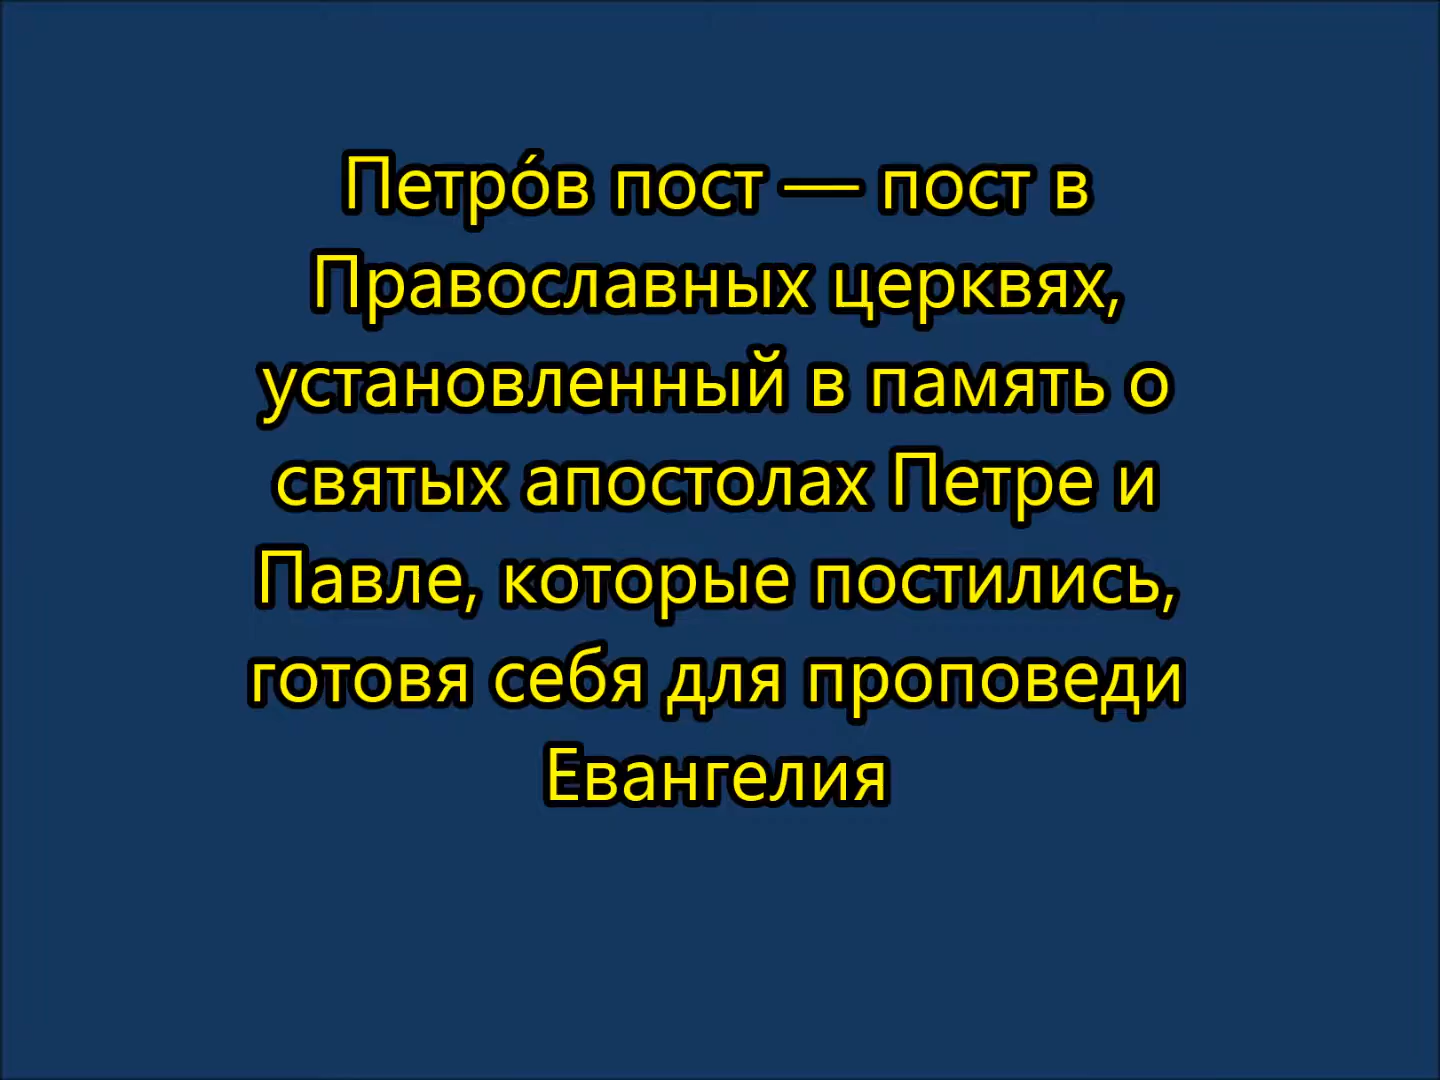 Петро́в пост — пост в
Православных церквях,
установленный в память о
святых апостолах Петре и
Павле, которые постились,
готовя себя для проповеди
Евангелия